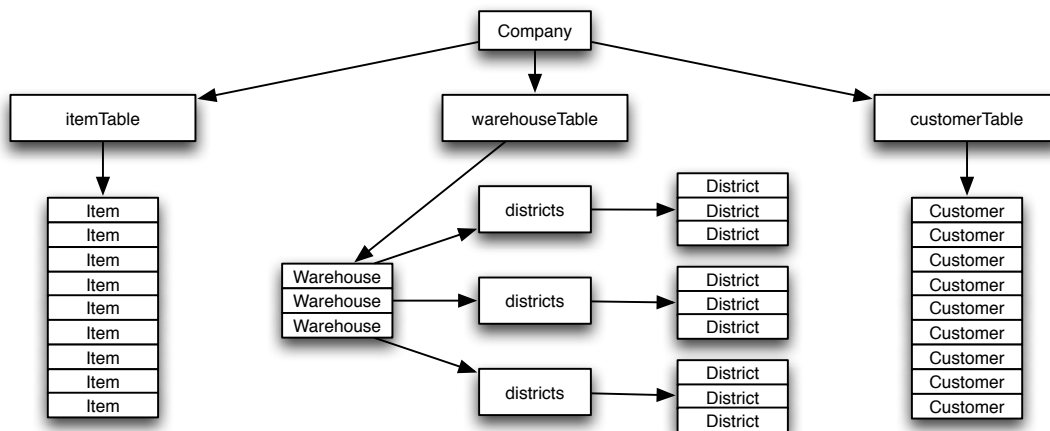 Company
itemTable
warehouseTable
customerTable
Item
Item
Item
Item
Item
Item
Item
Item
Item
Warehouse
Warehouse
Warehouse
districts
districts
districts
District
District
District
District
District
District
District
District
District
Customer
Customer
Customer
Customer
Customer
Customer
Customer
Customer
Customer